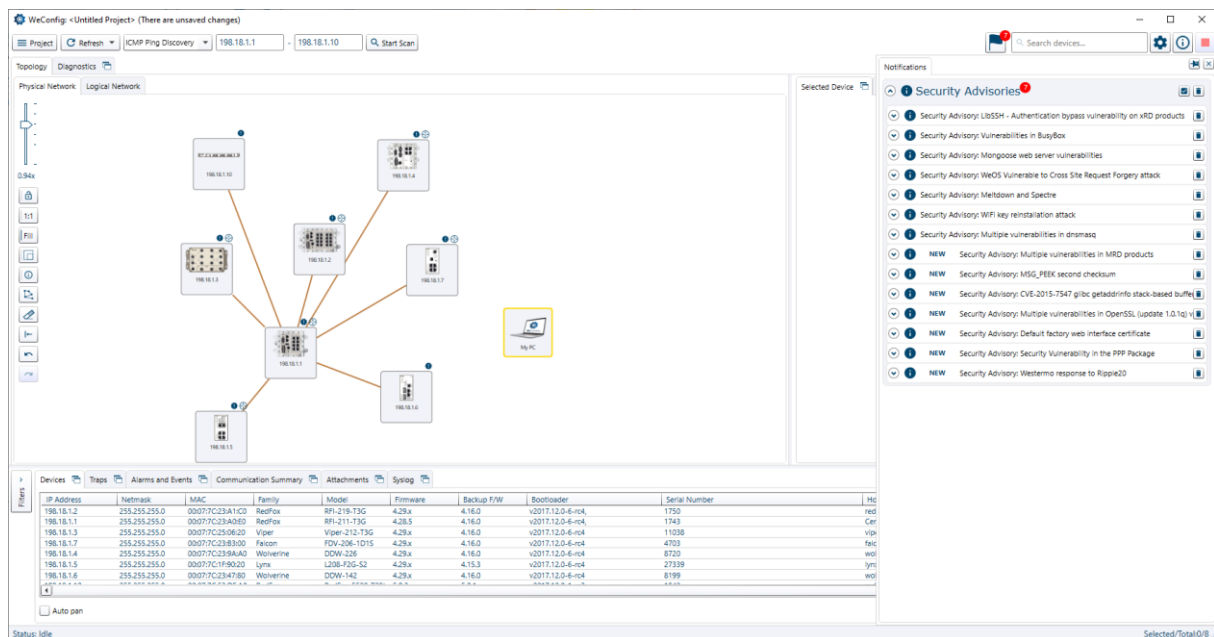 WeConfig: <Untitled Project> (There are unsaved changes)
Project Refresh ICMP Ping Discovery 198.18.1.1 - 198.18.1.10 Start Scan 7 Search devices...
Topology Diagnostics
Physical Network Logical Network
0.94x
1:1
Fill
198.18.1.10
198.18.1.4
198.18.1.2
198.18.1.3
198.18.1.7
My PC
198.18.1.1
198.18.1.6
198.18.1.5
Selected Device
Notifications
Security Advisories 7
Security Advisory: LibSSH - Authentication bypass vulnerability on xRD products
Security Advisory: Vulnerabilities in BusyBox
Security Advisory: Mongoose web server vulnerabilities
Security Advisory: WeOS Vulnerable to Cross Site Request Forgery attack
Security Advisory: Meltdown and Spectre
Security Advisory: WiFi key reinstallation attack
Security Advisory: Multiple vulnerabilities in dnsmasq
NEW Security Advisory: Multiple vulnerabilities in MRD products
NEW Security Advisory: MSG_PEEK second checksum
NEW Security Advisory: CVE-2015-7547 glibc getaddrinfo stack-based buffe
NEW Security Advisory: Multiple vulnerabilities in OpenSSL (update 1.0.1q) v
NEW Security Advisory: Default factory web interface certificate
NEW Security Advisory: Security Vulnerability in the PPP Package
NEW Security Advisory: Westermo response to Ripple20
Filters
Devices Traps Alarms and Events Communication Summary Attachments Syslog
IP Address Netmask MAC Family Model Firmware Backup F/W Bootloader Serial Number Ho
198.18.1.2 255.255.255.0 00:07:7C:23:A1:C0 RedFox RFI-219-T3G 4.29.x 4.16.0 v2017.12.0-6-rc4, 1750 red
198.18.1.1 255.255.255.0 00:07:7C:23:A0:E0 RedFox RFI-211-T3G 4.28.5 4.16.0 v2017.12.0-6-rc4, 1743 Cer
198.18.1.3 255.255.255.0 00:07:7C:25:06:20 Viper Viper-212-T3G 4.29.x 4.16.0 v2017.12.0-6-rc4 11038 vip
198.18.1.7 255.255.255.0 00:07:7C:23:83:00 Falcon FDV-206-1D1S 4.29.x 4.16.0 v2017.12.0-6-rc4 4703 falc
198.18.1.4 255.255.255.0 00:07:7C:23:9A:A0 Wolverine DDW-226 4.29.x 4.16.0 v2017.12.0-6-rc4 8720 wol
198.18.1.5 255.255.255.0 00:07:7C:1F:90:20 Lynx L208-F2G-S2 4.29.x 4.15.3 v2017.12.0-6-rc4 27339 lyn
198.18.1.6 255.255.255.0 00:07:7C:23:47:80 Wolverine DDW-142 4.29.x 4.16.0 v2017.12.0-6-rc4 8199 wol
Auto pan
Status: Idle Selected/Total:0/8